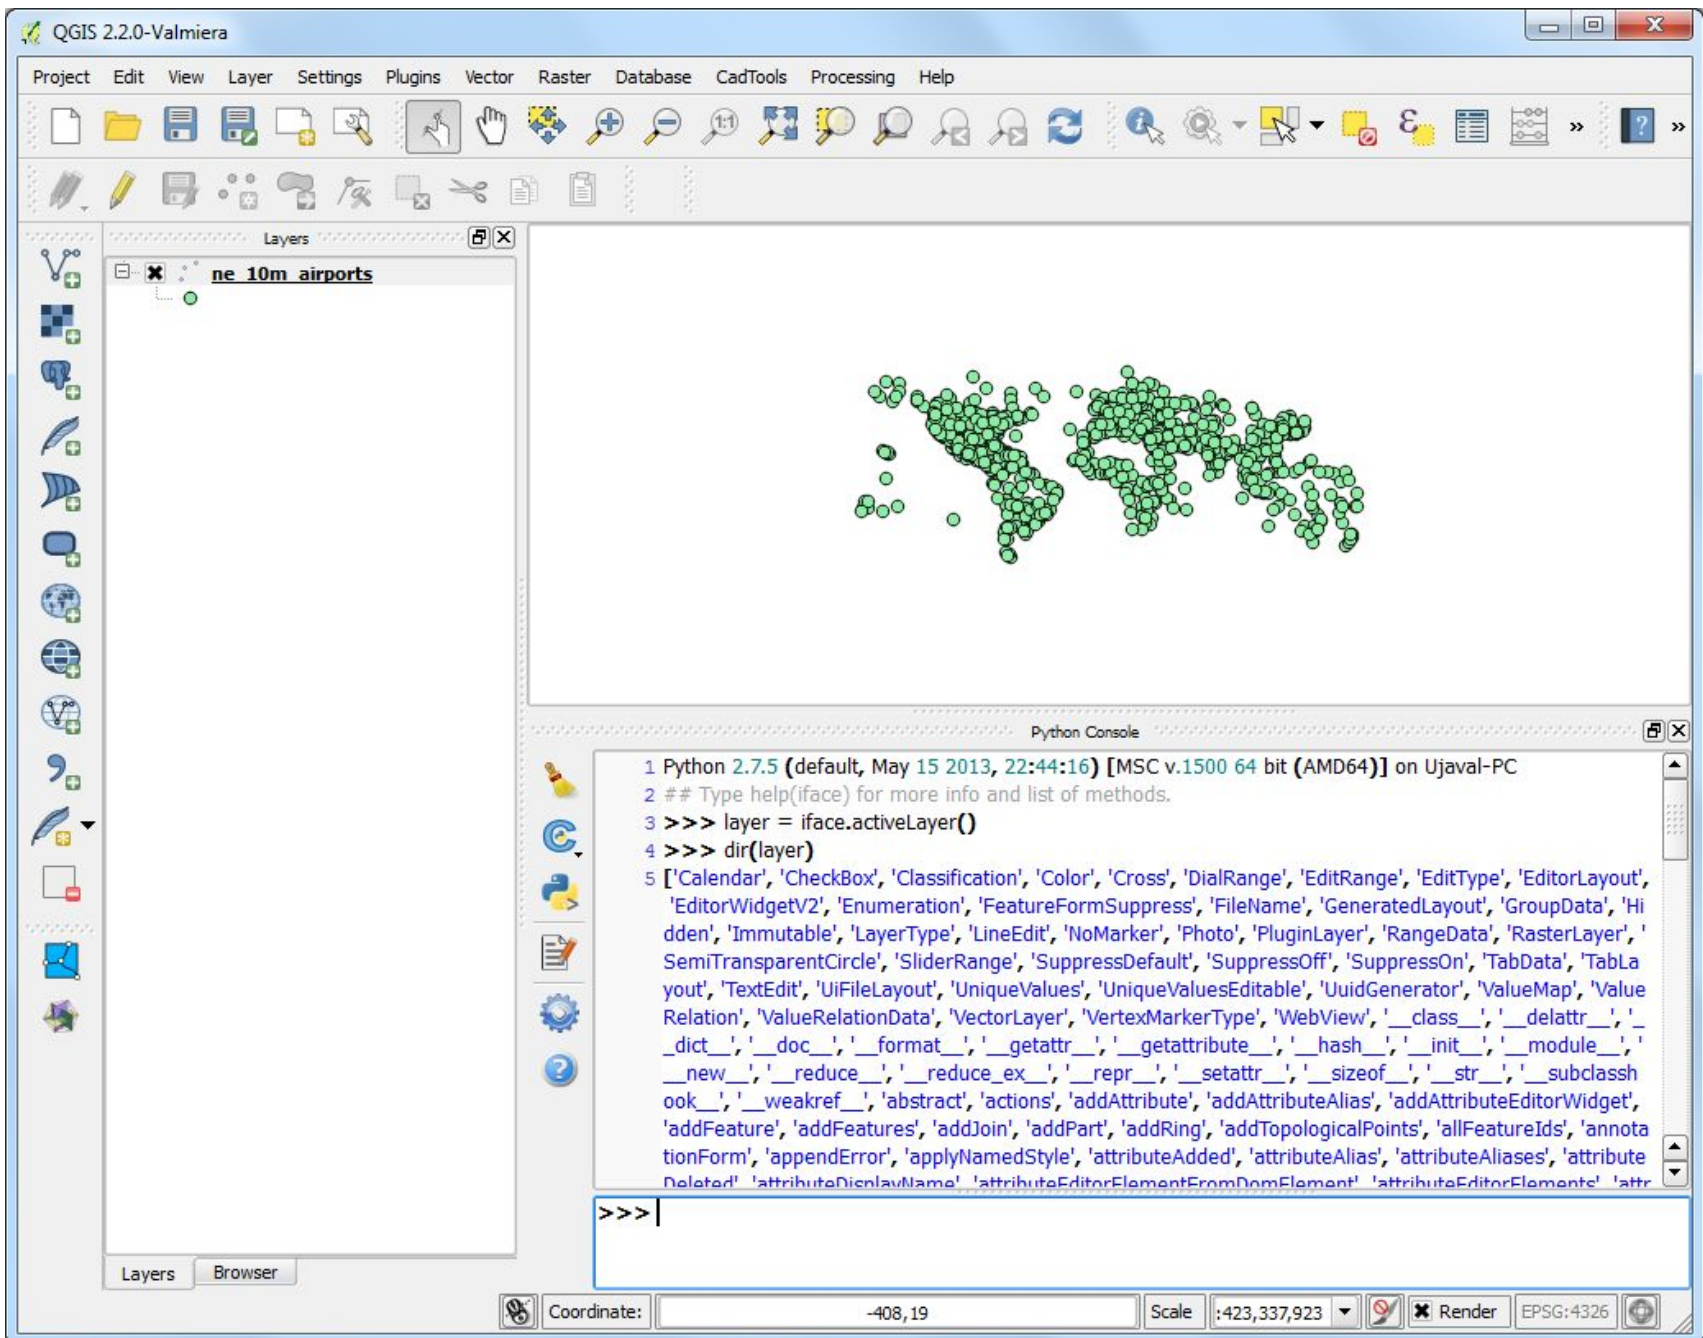 QGIS 2.2.0-Valmiera
Project Edit View Layer Settings Plugins Vector Raster Database CadTools Processing Help
1:1
ε
»
?
»
Layers
ne_10m_airports
Python Console
1 Python 2.7.5 (default, May 15 2013, 22:44:16) [MSC v.1500 64 bit (AMD64)] on Ujaval-PC
2 ## Type help(iface) for more info and list of methods.
3 >>> layer = iface.activeLayer()
4 >>> dir(layer)
5 ['Calendar', 'CheckBox', 'Classification', 'Color', 'Cross', 'DialRange', 'EditRange', 'EditType', 'EditorLayout',
'EditorWidgetV2', 'Enumeration', 'FeatureFormSuppress', 'FileName', 'GeneratedLayout', 'GroupData', 'Hi
dden', 'Immutable', 'LayerType', 'LineEdit', 'NoMarker', 'Photo', 'PluginLayer', 'RangeData', 'RasterLayer', '
SemiTransparentCircle', 'SliderRange', 'SuppressDefault', 'SuppressOff', 'SuppressOn', 'TabData', 'TabLa
yout', 'TextEdit', 'UiFileLayout', 'UniqueValues', 'UniqueValuesEditable', 'UuidGenerator', 'ValueMap', 'Value
Relation', 'ValueRelationData', 'VectorLayer', 'VertexMarkerType', 'WebView', '__class__', '__delattr__', '_
_dict__', '__doc__', '__format__', '__getattr__', '__getattribute__', '__hash__', '__init__', '__module__', '
__new__', '__reduce__', '__reduce_ex__', '__repr__', '__setattr__', '__sizeof__', '__str__', '__subclassh
ook__', '__weakref__', 'abstract', 'actions', 'addAttribute', 'addAttributeAlias', 'addAttributeEditorWidget',
'addFeature', 'addFeatures', 'addJoin', 'addPart', 'addRing', 'addTopologicalPoints', 'allFeatureIds', 'annota
tionForm', 'appendError', 'applyNamedStyle', 'attributeAdded', 'attributeAlias', 'attributeAliases', 'attribute
Deleted', 'attributeDisplayName', 'attributeEditorElementFromDomElement', 'attributeEditorElements', 'attr
>>>
Layers Browser
Coordinate: -408,19 Scale :423,337,923 Render EPSG:4326